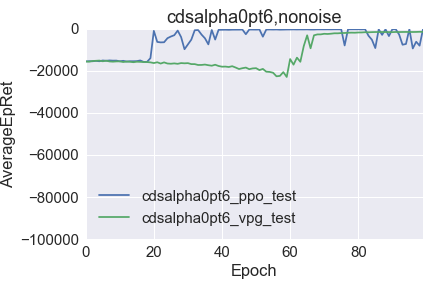 cdsalpha0pt6,nonoise
AverageEpRet
0
−20000
−40000
−60000
−80000
−100000
cdsalpha0pt6_ppo_test
cdsalpha0pt6_vpg_test
0 20 40 60 80
Epoch